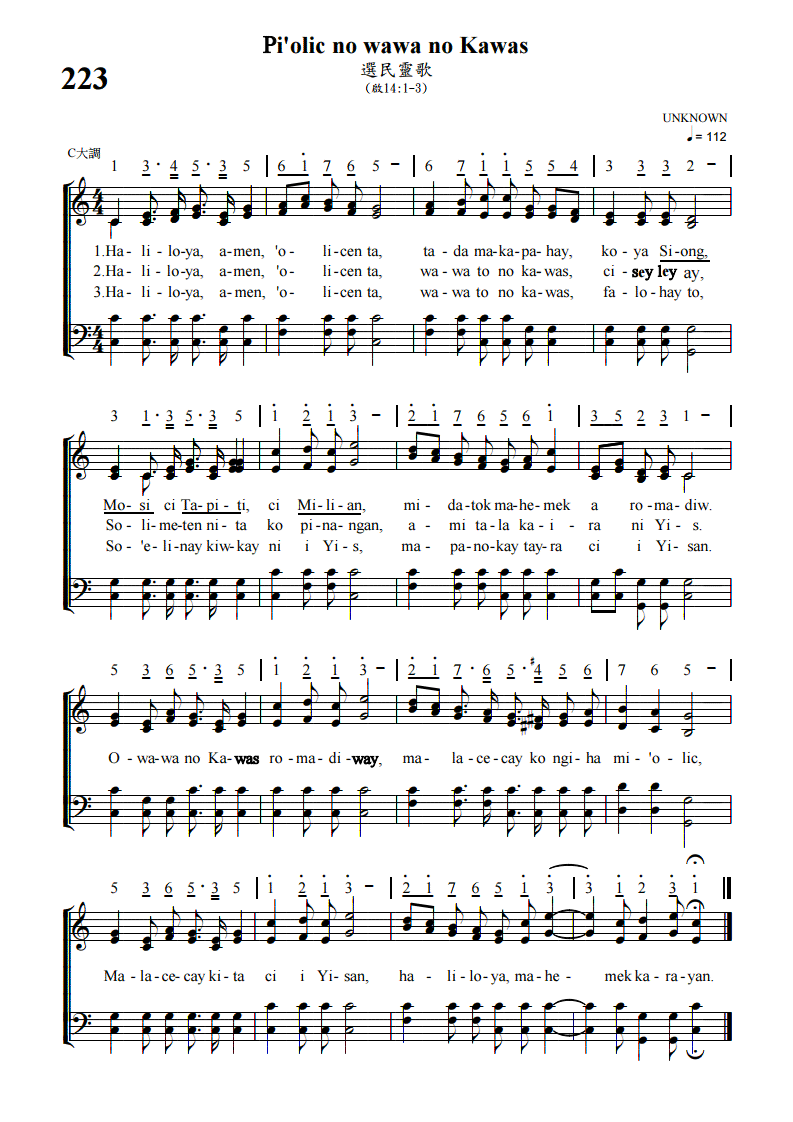 Pi'olic no wawa no Kawas
223
選民靈歌
(啟14:1-3)
UNKNOWN
♩= 112
C大調
1 3· 4 5· 3 5 | 6 1̇ 7 6 5 – | 6 7 1̇ 1̇ 5 5 4 | 3 3 3 2 – |
4 4
1.Ha- li- lo-ya, a-men, 'o- li-cen ta, ta- da ma-ka-pa-hay, ko- ya Si-ong,
2.Ha- li- lo-ya, a-men, 'o- li-cen ta, wa-wa to no ka-was, ci- sey ley ay,
3.Ha- li- lo-ya, a-men, 'o- li-cen ta, wa-wa to no ka-was, fa-lo-hay to,
4 4
3 1· 3 5· 3 5 | 1̇ 2̇ 1̇ 3̇ – | 2̇ 1̇ 7 6 5 6 1̇ | 3 5 2 3 1 – |
Mo- si ci Ta-pi-ti, ci Mi-li-an, mi- da-tok ma-he-mek a ro-ma-diw.
So- li-me-ten ni-ta ko pi-na-ngan, a- mi ta-la ka-i- ra ni Yi-s.
So- 'e-li-nay kiw-kay ni i Yi-s, ma- pa-no-kay tay-ra ci i Yi-san.
5 3 6 5· 3 5 | 1̇ 2̇ 1̇ 3̇ – | 2̇ 1̇ 7· 6 5· #4 5 6 | 7 6 5 – |
O-wa-wa no Ka-was ro-ma-di-way, ma- la-ce-cay ko ngi-ha mi-'o-lic,
5 3 6 5· 3 5 | 1̇ 2̇ 1̇ 3̇ – | 2̇ 1̇ 7 6 5 1̇ 3̇ | 3̇ 1̇ 2̇ 3̇ 1̇
Ma-la-ce-cay ki-ta ci i Yi-san, ha-li-lo-ya, ma-he- mek ka-ra-yan.